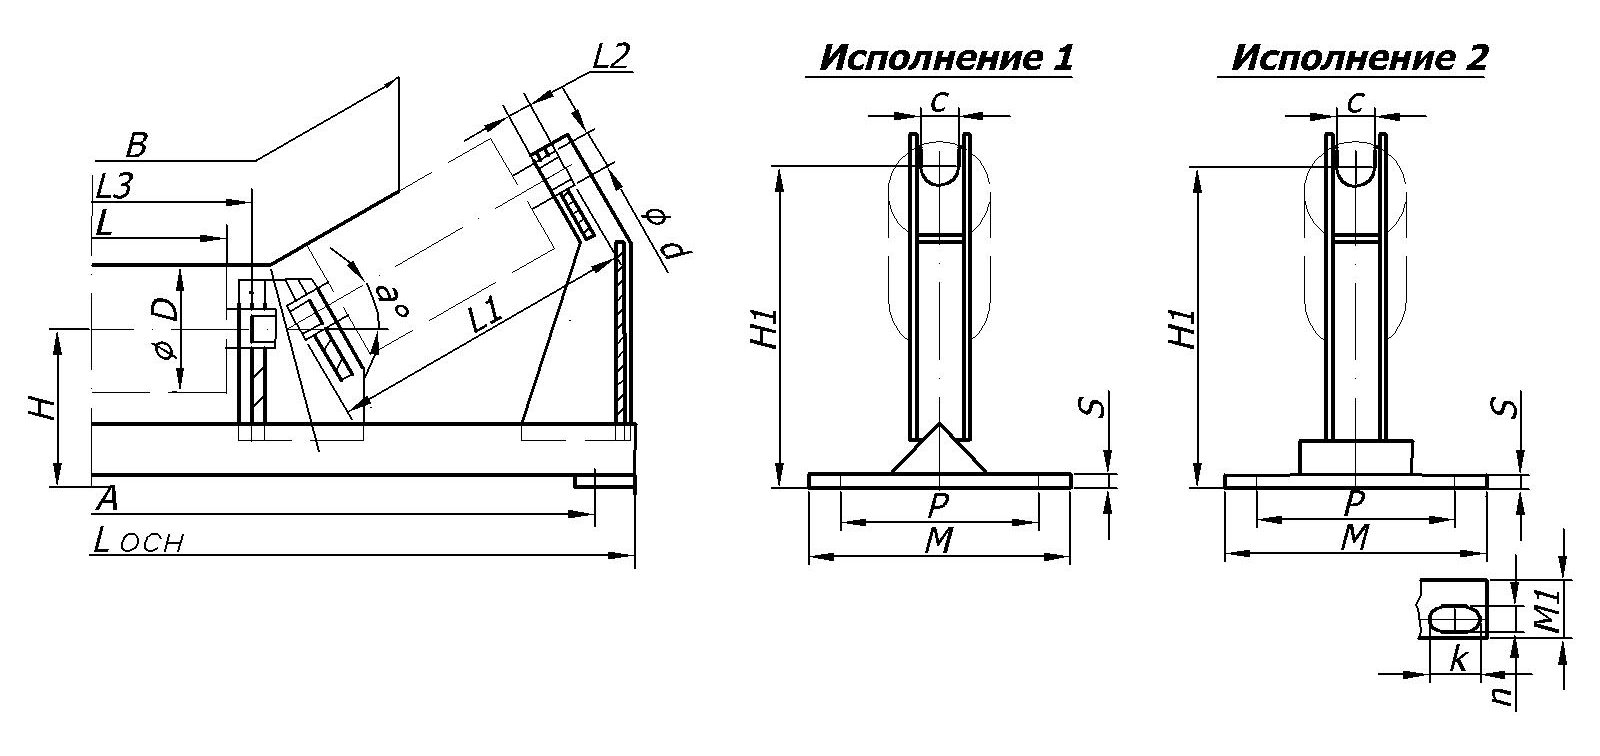 L2
Исполнение 1
Исполнение 2
B
c
c
L3
L
ϕ d
ϕ D
a°
L1
H1
H1
H
S
S
A
P
P
L осн
M
M
M1
k
n